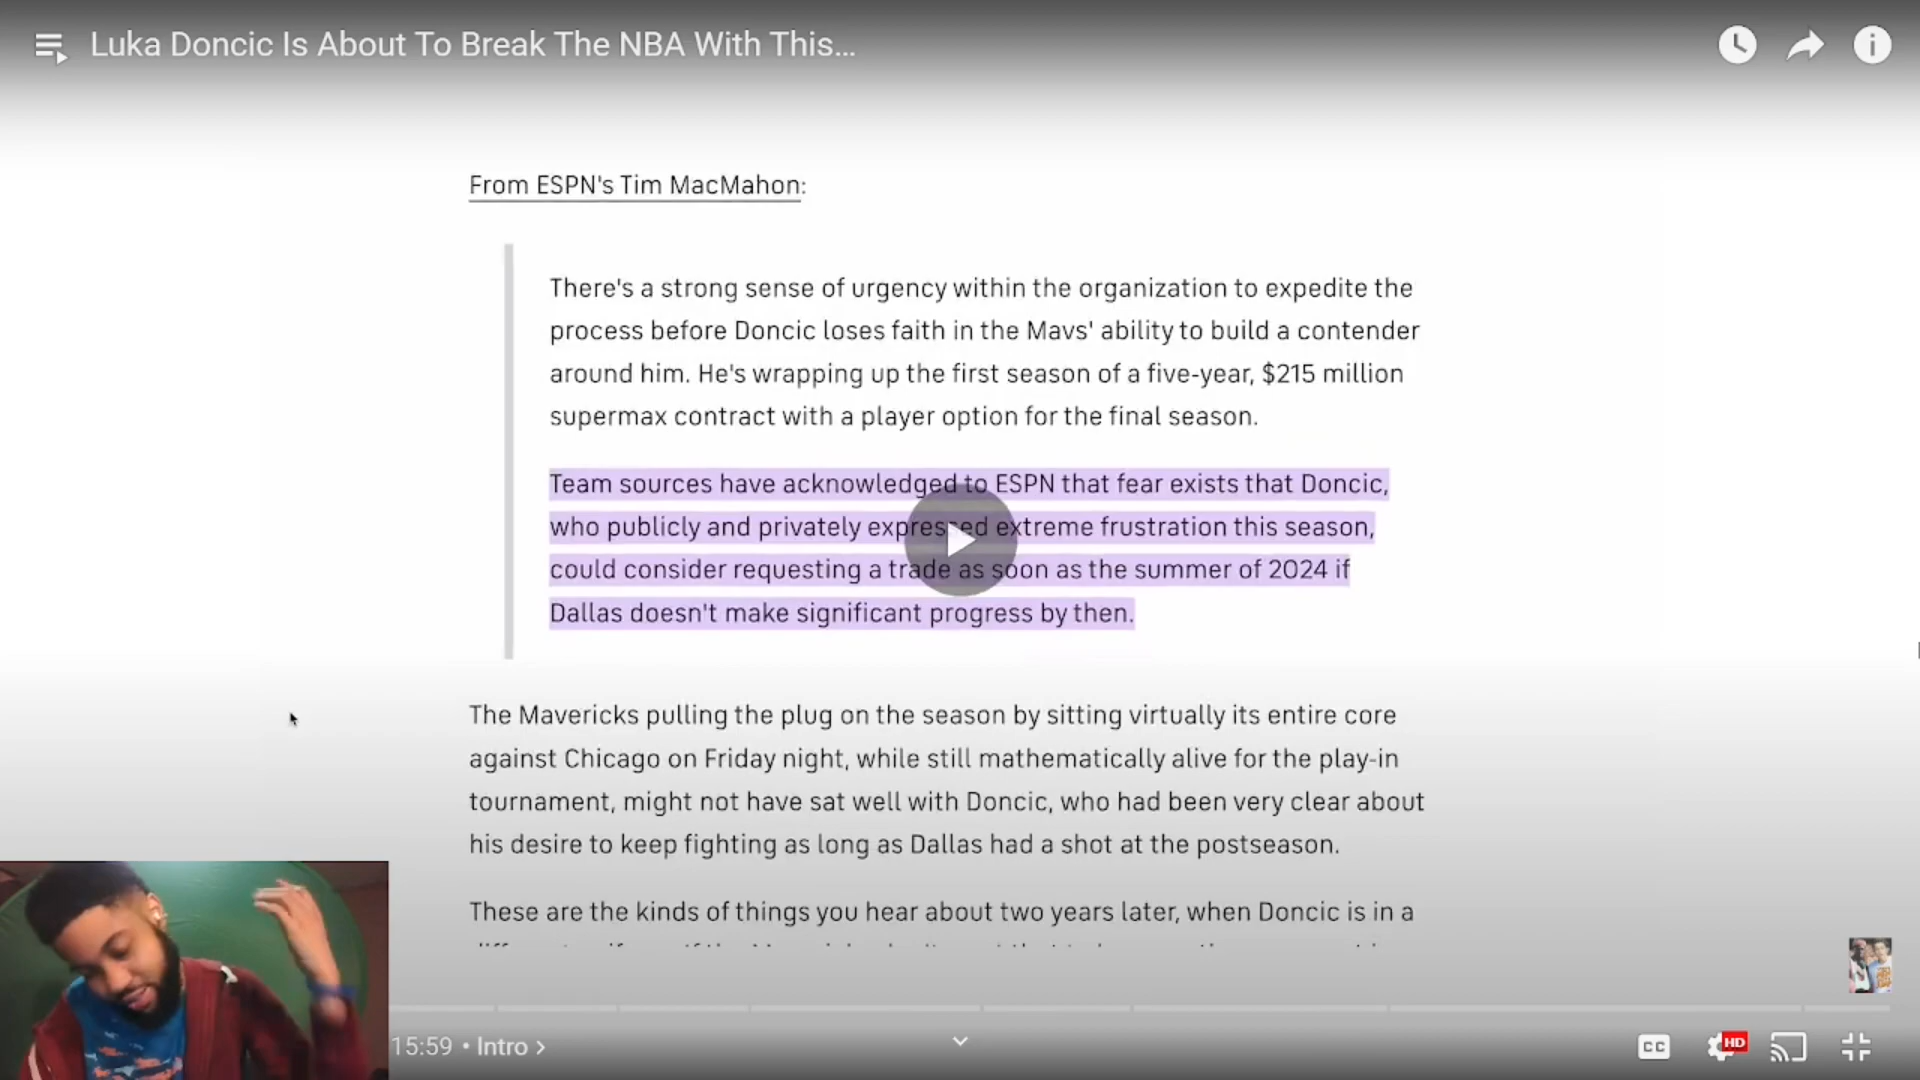 Luka Doncic Is About To Break The NBA With This...
From ESPN's Tim MacMahon:
There's a strong sense of urgency within the organization to expedite the
process before Doncic loses faith in the Mavs' ability to build a contender
around him. He's wrapping up the first season of a five-year, $215 million
supermax contract with a player option for the final season.
Team sources have acknowledged to ESPN that fear exists that Doncic,
who publicly and privately expressed extreme frustration this season,
could consider requesting a trade as soon as the summer of 2024 if
Dallas doesn't make significant progress by then.
The Mavericks pulling the plug on the season by sitting virtually its entire core
against Chicago on Friday night, while still mathematically alive for the play-in
tournament, might not have sat well with Doncic, who had been very clear about
his desire to keep fighting as long as Dallas had a shot at the postseason.
These are the kinds of things you hear about two years later, when Doncic is in a
15:59 • Intro >
CC
HD